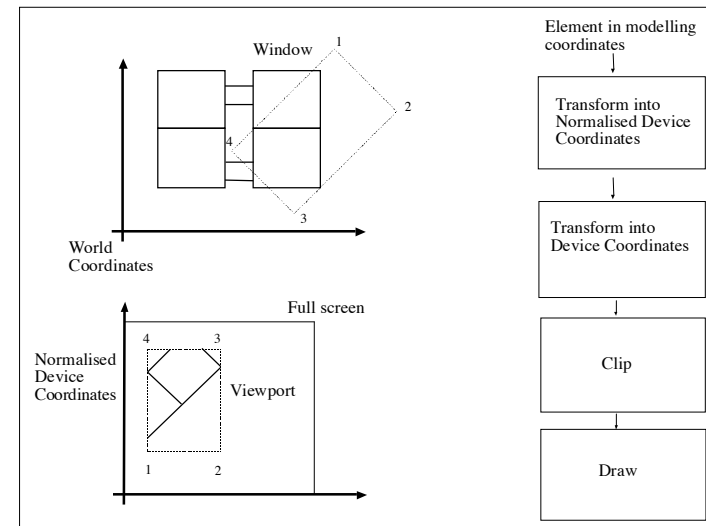 Window
1
2
4
3
World
Coordinates
Full screen
4
3
Normalised
Device
Coordinates
Viewport
1
2
Element in modelling
coordinates
Transform into
Normalised Device
Coordinates
Transform into
Device Coordinates
Clip
Draw